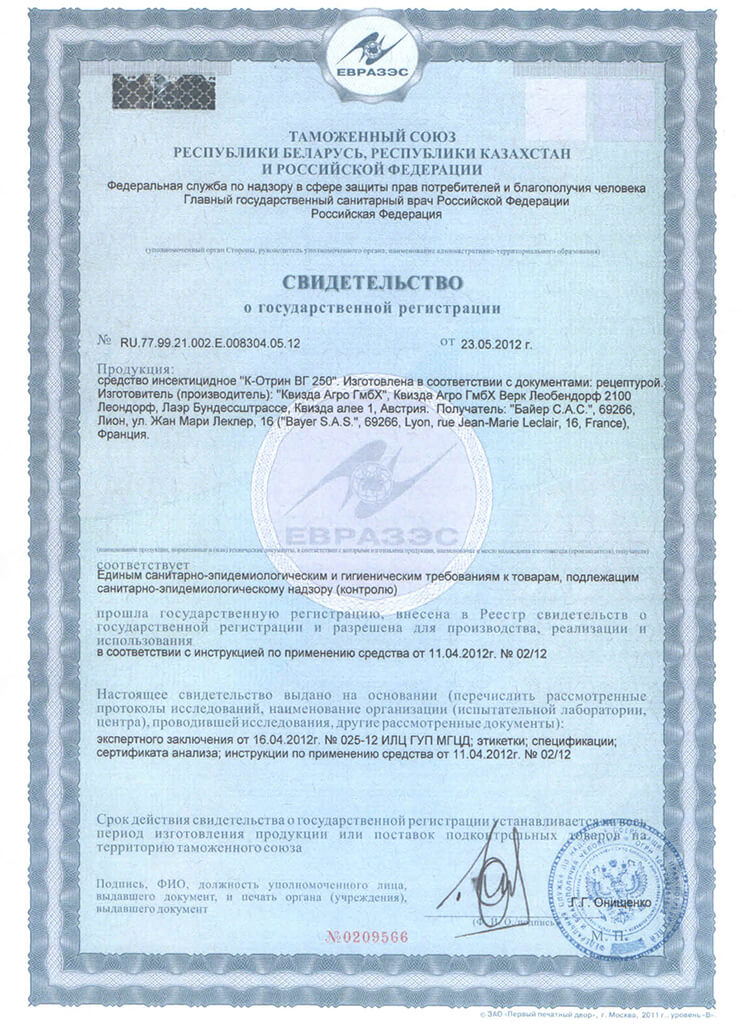 ЕВРАЗЭС
ТАМОЖЕННЫЙ СОЮЗ
РЕСПУБЛИКИ БЕЛАРУСЬ, РЕСПУБЛИКИ КАЗАХСТАН
И РОССИЙСКОЙ ФЕДЕРАЦИИ
Федеральная служба по надзору в сфере защиты прав потребителей и благополучия человека
Главный государственный санитарный врач Российской Федерации
Российская Федерация
(уполномоченный орган Стороны, руководитель уполномоченного органа, наименование административно-территориального образования)
СВИДЕТЕЛЬСТВО
о государственной регистрации
№ RU.77.99.21.002.Е.008304.05.12 от 23.05.2012 г.
Продукция:
средство инсектицидное "К-Отрин ВГ 250". Изготовлена в соответствии с документами: рецептурой.
Изготовитель (производитель): "Квизда Агро ГмбХ", Квизда Агро ГмбХ Верк Леобендорф 2100
Леондорф, Лаэр Бундессштрассе, Квизда алее 1, Австрия. Получатель: "Байер С.А.С.", 69266,
Лион, ул. Жан Мари Леклер, 16 ("Bayer S.A.S.", 69266, Lyon, rue Jean-Marie Leclair, 16, France),
Франция.
ЕВРАЗЭС
(наименование продукции, нормативные и (или) технические документы, в соответствии с которыми изготовлена продукция, наименование и место нахождения изготовителя (производителя), получателя)
соответствует
Единым санитарно-эпидемиологическим и гигиеническим требованиям к товарам, подлежащим
санитарно-эпидемиологическому надзору (контролю)
прошла государственную регистрацию, внесена в Реестр свидетельств о
государственной регистрации и разрешена для производства, реализации и
использования
в соответствии с инструкцией по применению средства от 11.04.2012г. № 02/12
Настоящее свидетельство выдано на основании (перечислить рассмотренные
протоколы исследований, наименование организации (испытательной лаборатории,
центра), проводившей исследования, другие рассмотренные документы):
экспертного заключения от 16.04.2012г. № 025-12 ИЛЦ ГУП МГЦД; этикетки; спецификации;
сертификата анализа; инструкции по применению средства от 11.04.2012г. № 02/12
Срок действия свидетельства о государственной регистрации устанавливается на весь
период изготовления продукции или поставок подконтрольных товаров на
территорию таможенного союза
Подпись, ФИО, должность уполномоченного лица,
выдавшего документ, и печать органа (учреждения),
выдавшего документ
Г.Г. Онищенко
(Ф. И. О./подпись)
М. П.
№0209566
© ЗАО «Первый печатный двор», г. Москва, 2011 г., уровень «В».